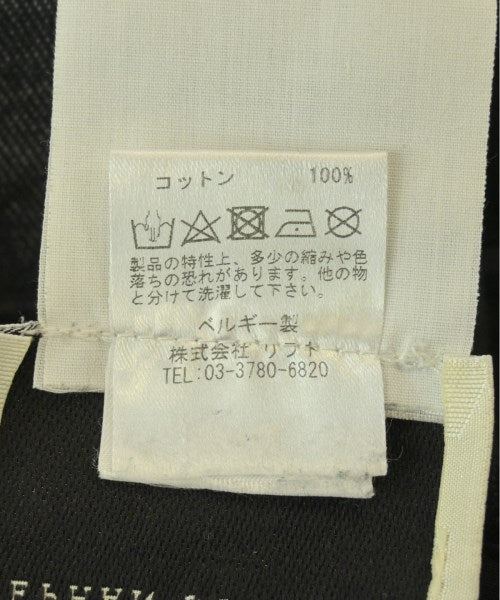 コットン 100%
製品の特性上、多少の縮みや色
落ちの恐れがあります。他の物
と分けて洗濯して下さい。
ベルギー製
株式会社 リフト
TEL:03-3780-6820